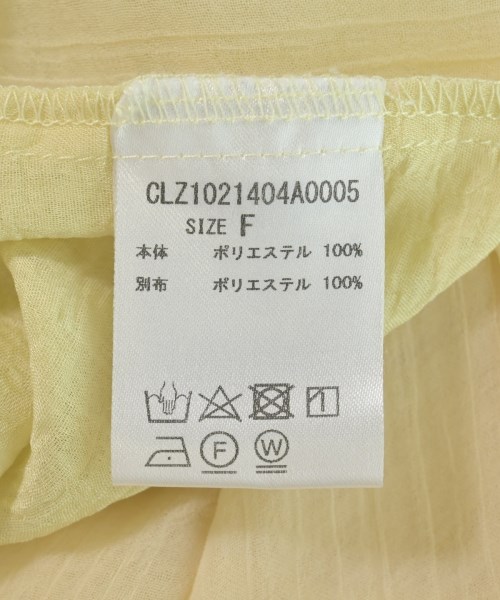 CLZ1021404A0005
SIZE F
本体 ポリエステル 100%
別布 ポリエステル 100%
F W